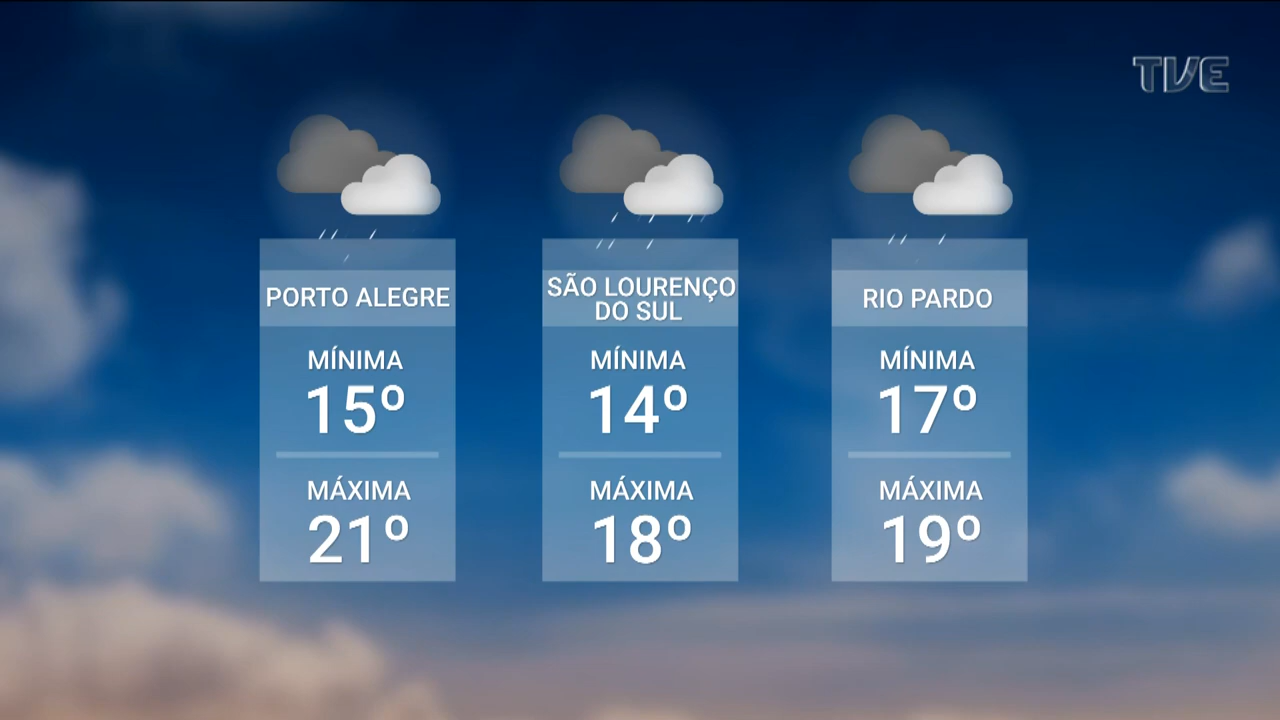 TVE
PORTO ALEGRE
MÍNIMA
15º
MÁXIMA
21º
SÃO LOURENÇO
DO SUL
MÍNIMA
14º
MÁXIMA
18º
RIO PARDO
MÍNIMA
17º
MÁXIMA
19º